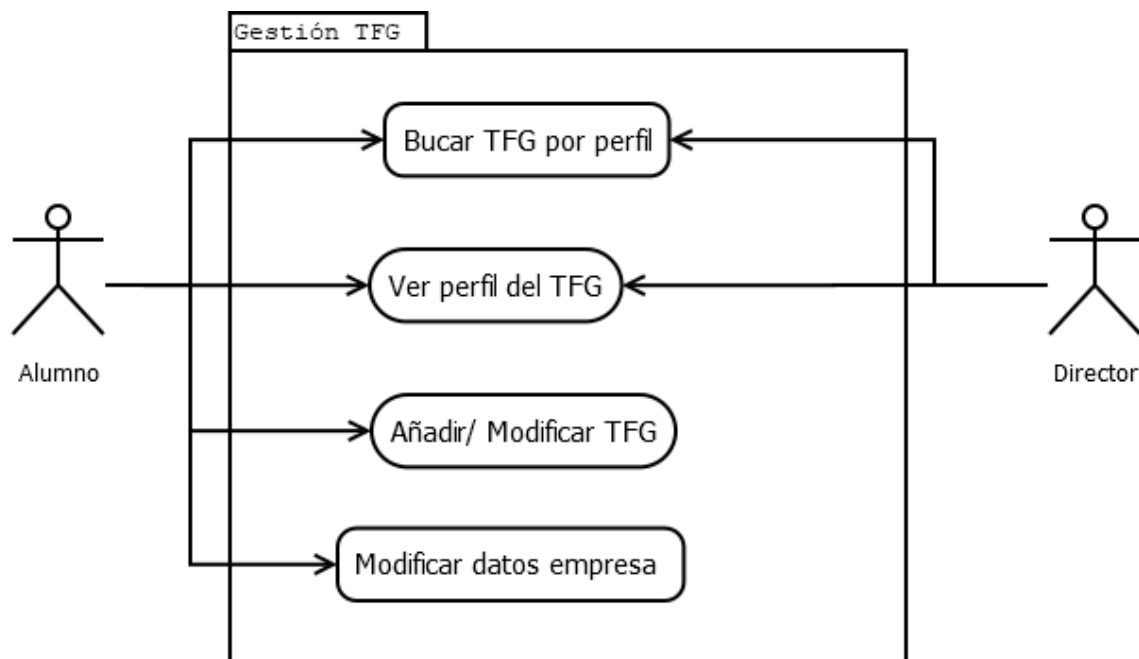 Gestión TFG
Bucar TFG por perfil
Ver perfil del TFG
Alumno
Director
Añadir/ Modificar TFG
Modificar datos empresa